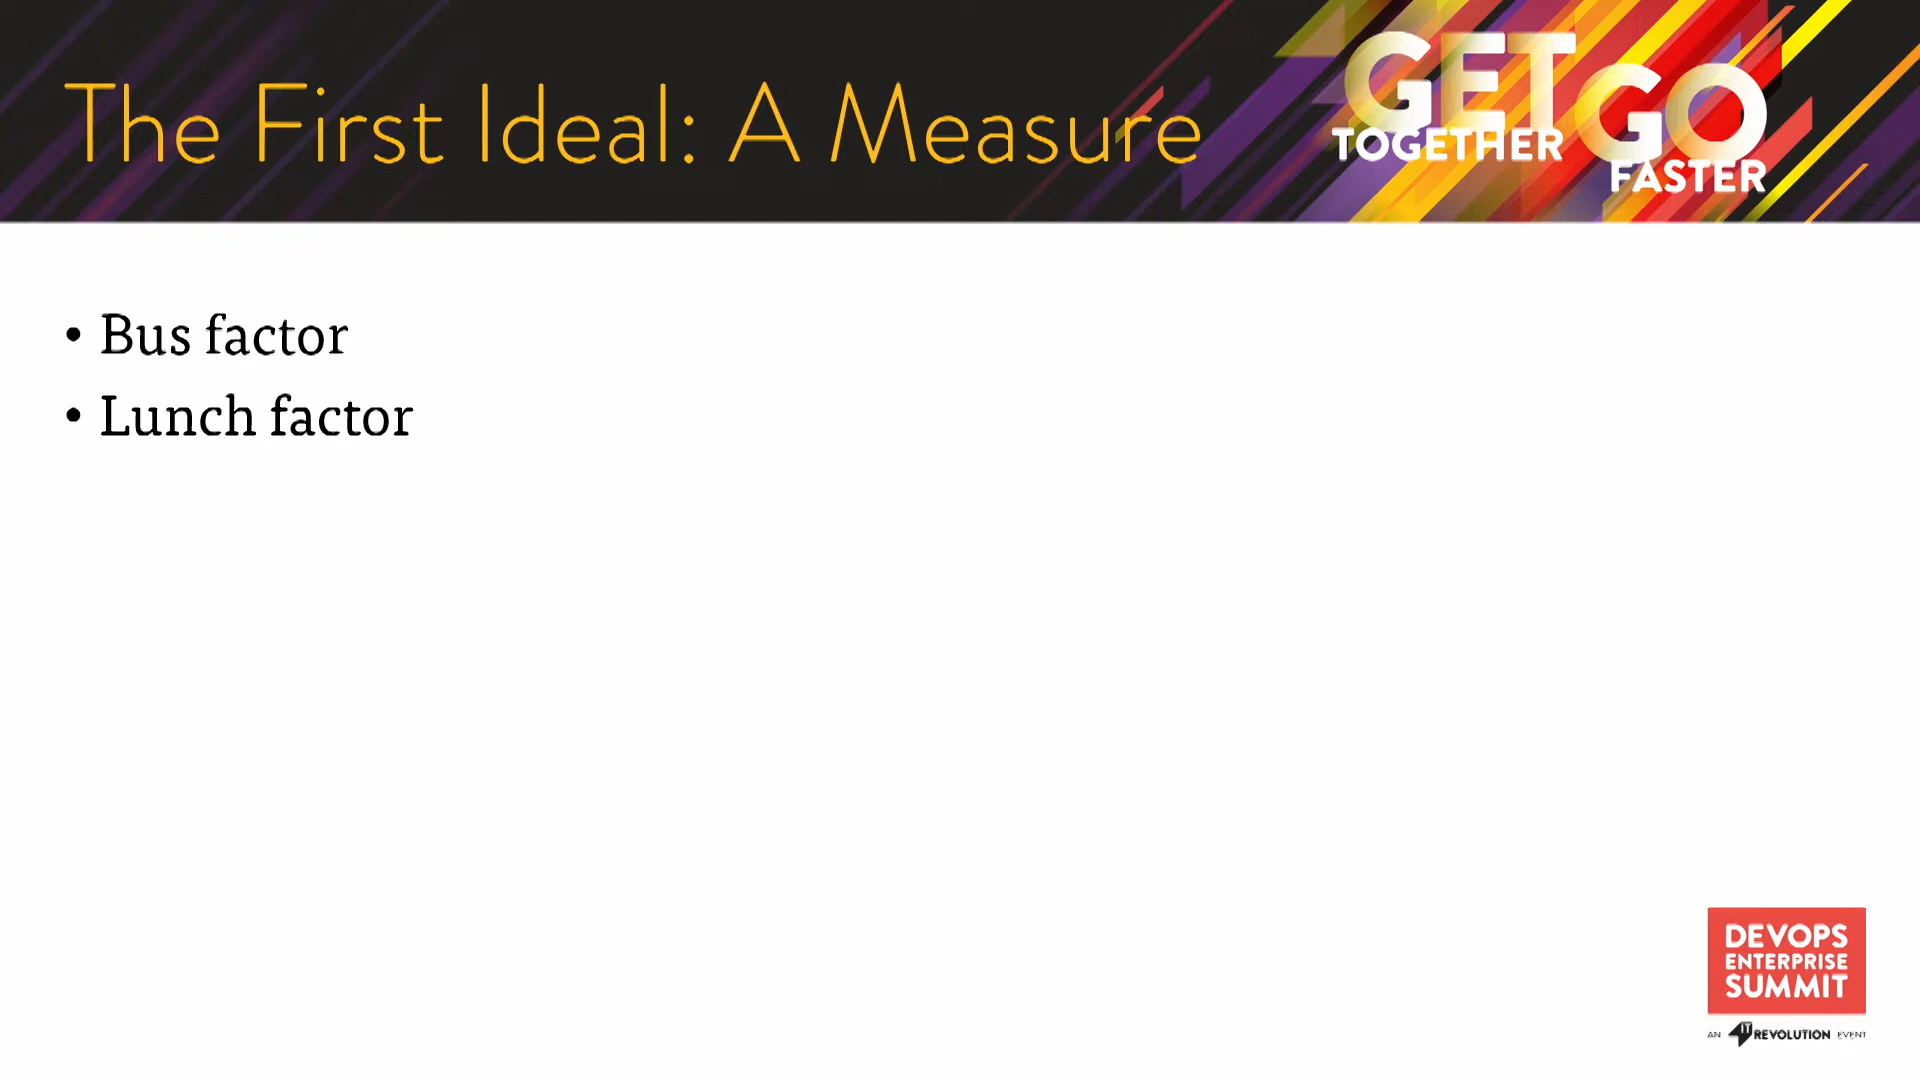 The First Ideal: A Measure
GET
TOGETHER
GO
FASTER
• Bus factor
• Lunch factor
DEVOPS
ENTERPRISE
SUMMIT
AN IT REVOLUTION EVENT